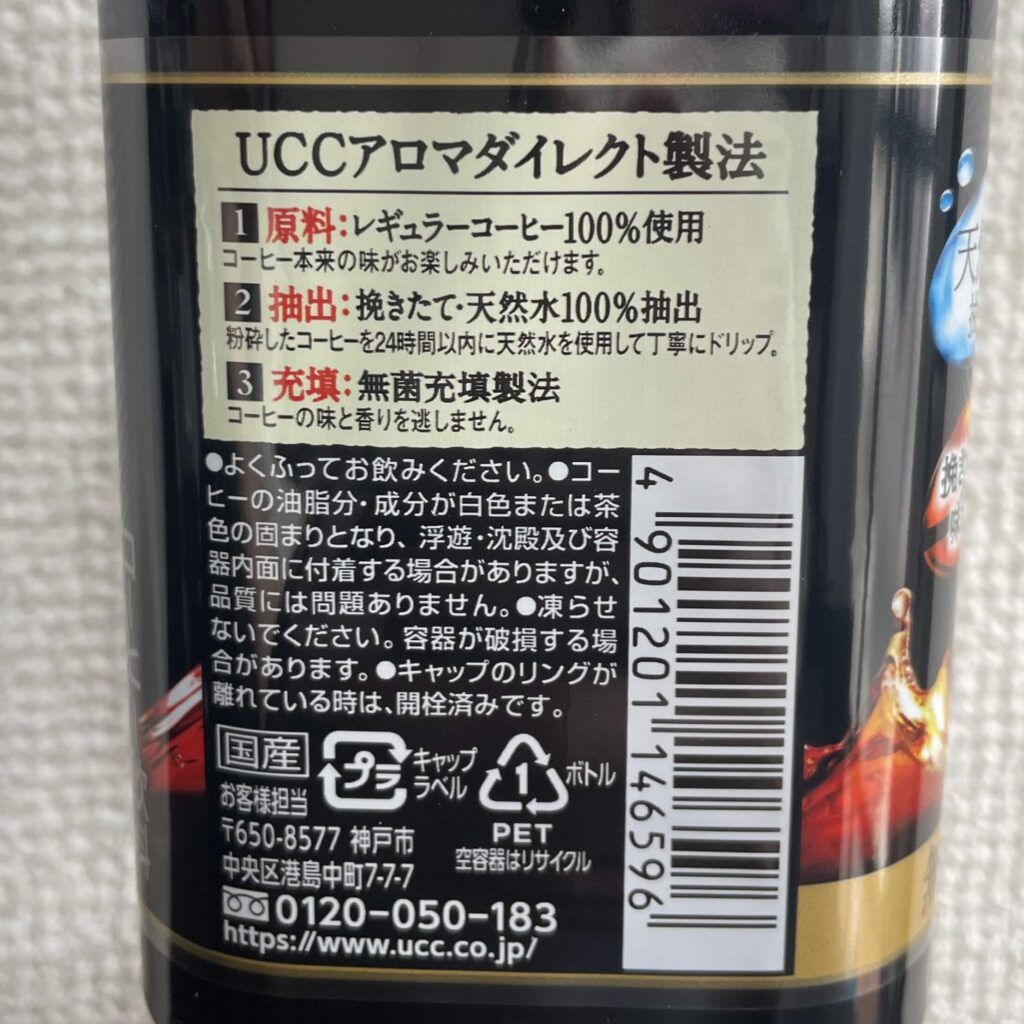 UCCアロマダイレクト製法
1 原料:レギュラーコーヒー100%使用
コーヒー本来の味がお楽しみいただけます。
2 抽出:挽きたて・天然水100%抽出
粉砕したコーヒーを24時間以内に天然水を使用して丁寧にドリップ。
3 充填:無菌充填製法
コーヒーの味と香りを逃しません。
●よくふってお飲みください。●コー
ヒーの油脂分・成分が白色または茶
色の固まりとなり、浮遊・沈殿及び容
器内面に付着する場合がありますが、
品質には問題ありません。●凍らせ
ないでください。容器が破損する場
合があります。●キャップのリングが
離れている時は、開栓済みです。
国産
プラ
キャップ
ラベル
1
PET
ボトル
空容器はリサイクル
お客様担当
〒650-8577 神戸市
中央区港島中町7-7-7
0120-050-183
https://www.ucc.co.jp/
4 901201 146596
天
挽
味